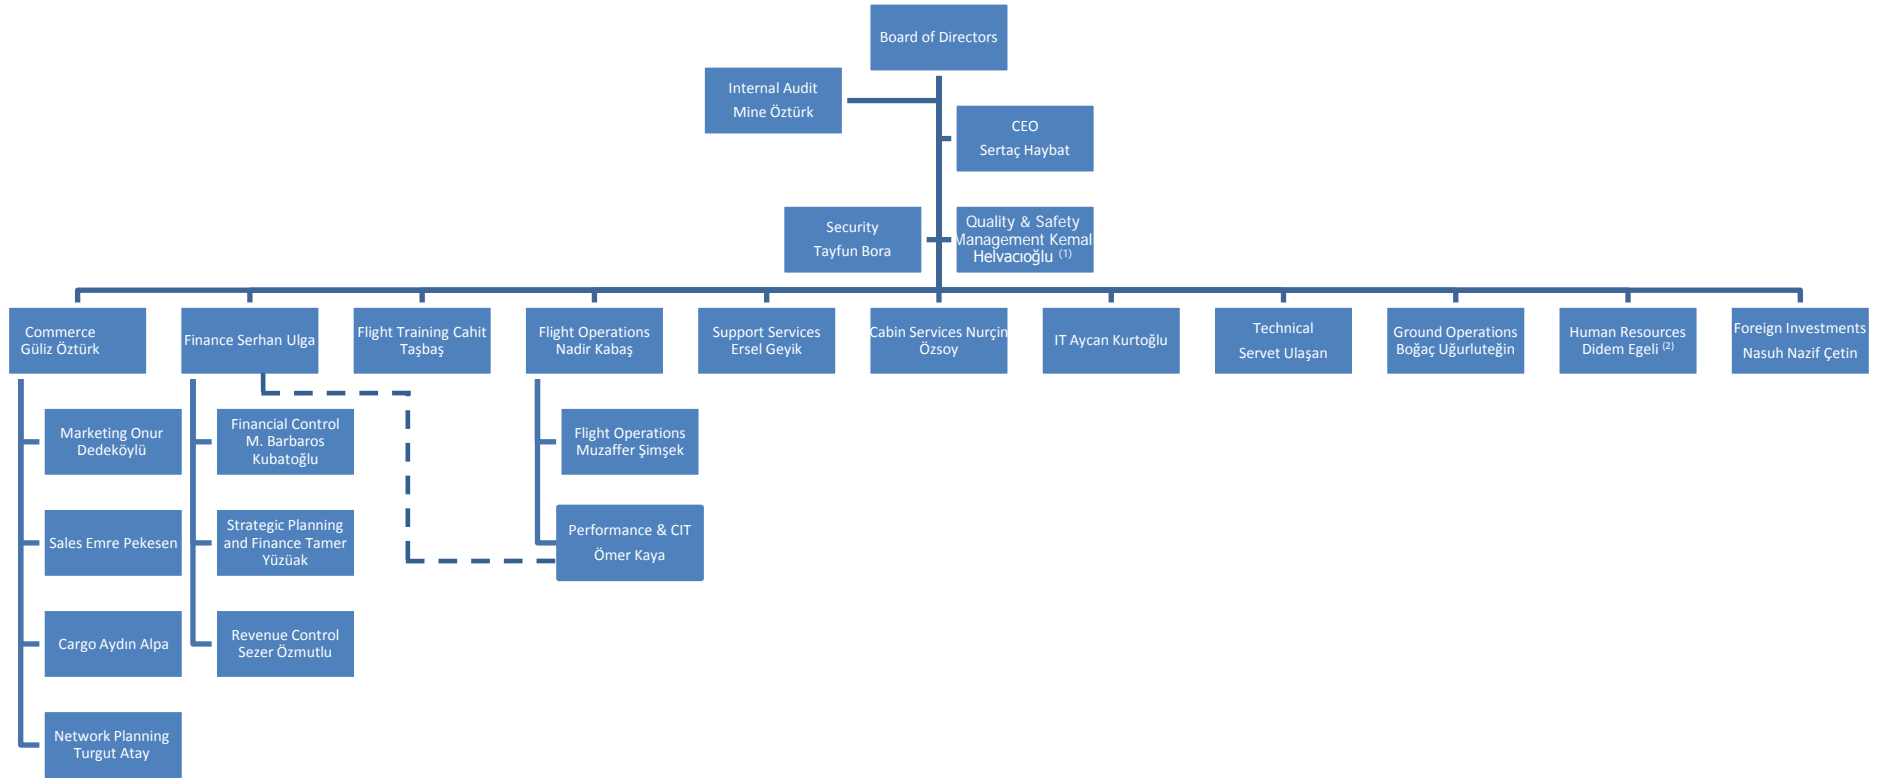 Board of Directors
Internal Audit
Mine Öztürk
CEO
Sertaç Haybat
Security
Tayfun Bora
Quality & Safety
Management Kemal
Helvacıoğlu (1)
Commerce
Güliz Öztürk
Finance Serhan Ulga
Flight Training Cahit
Taşbaş
Flight Operations
Nadir Kabaş
Support Services
Ersel Geyik
Cabin Services Nurçin
Özsoy
IT Aycan Kurtoğlu
Technical
Servet Ulaşan
Ground Operations
Boğaç Uğurluteğin
Human Resources
Didem Egeli (2)
Foreign Investments
Nasuh Nazif Çetin
Marketing Onur
Dedeköylü
Sales Emre Pekesen
Cargo Aydın Alpa
Network Planning
Turgut Atay
Financial Control
M. Barbaros
Kubatoğlu
Strategic Planning
and Finance Tamer
Yüzüak
Revenue Control
Sezer Özmutlu
Flight Operations
Muzaffer Şimşek
Performance & CIT
Ömer Kaya